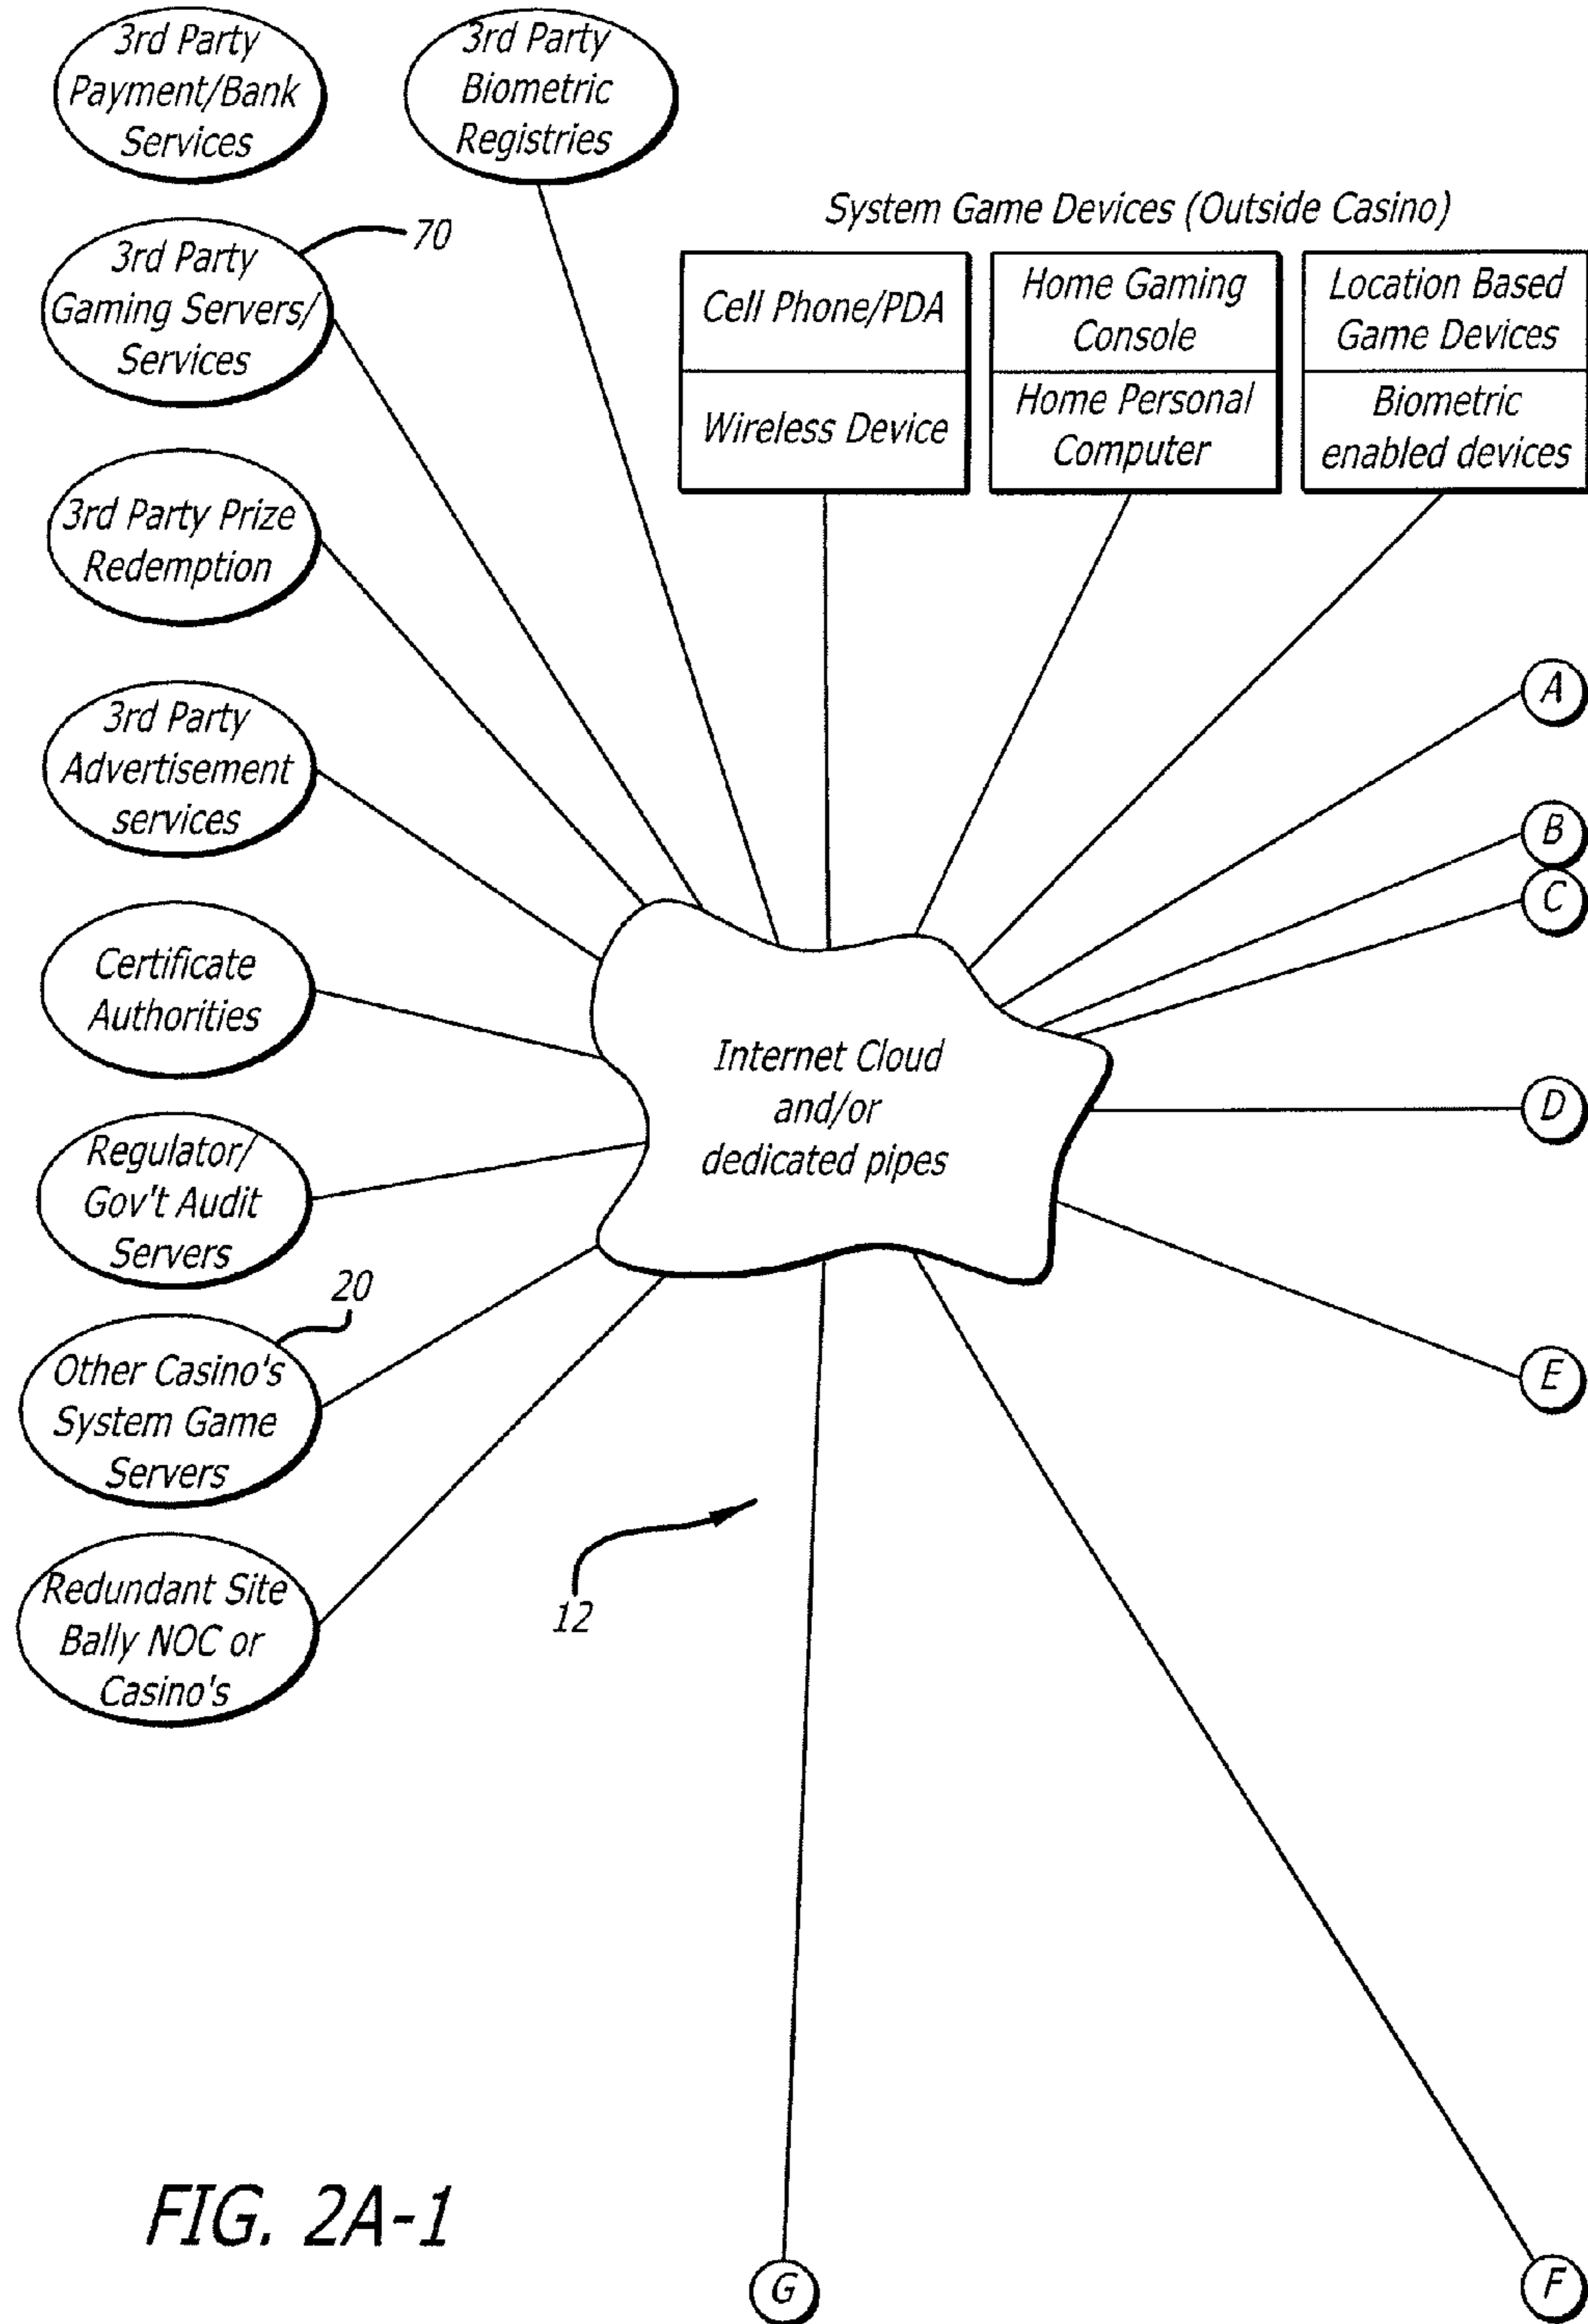 3rd Party
Payment/Bank
Services
3rd Party
Biometric
Registries
System Game Devices (Outside Casino)
70
3rd Party
Gaming Servers/
Services
Cell Phone/PDA
Wireless Device
Home Gaming
Console
Home Personal
Computer
Location Based
Game Devices
Biometric
enabled devices
3rd Party Prize
Redemption
3rd Party
Advertisement
services
A
B
C
Certificate
Authorities
Internet Cloud
and/or
dedicated pipes
D
Regulator/
Gov't Audit
Servers
20
Other Casino's
System Game
Servers
E
12
Redundant Site
Bally NOC or
Casino's
FIG. 2A-1
G
F